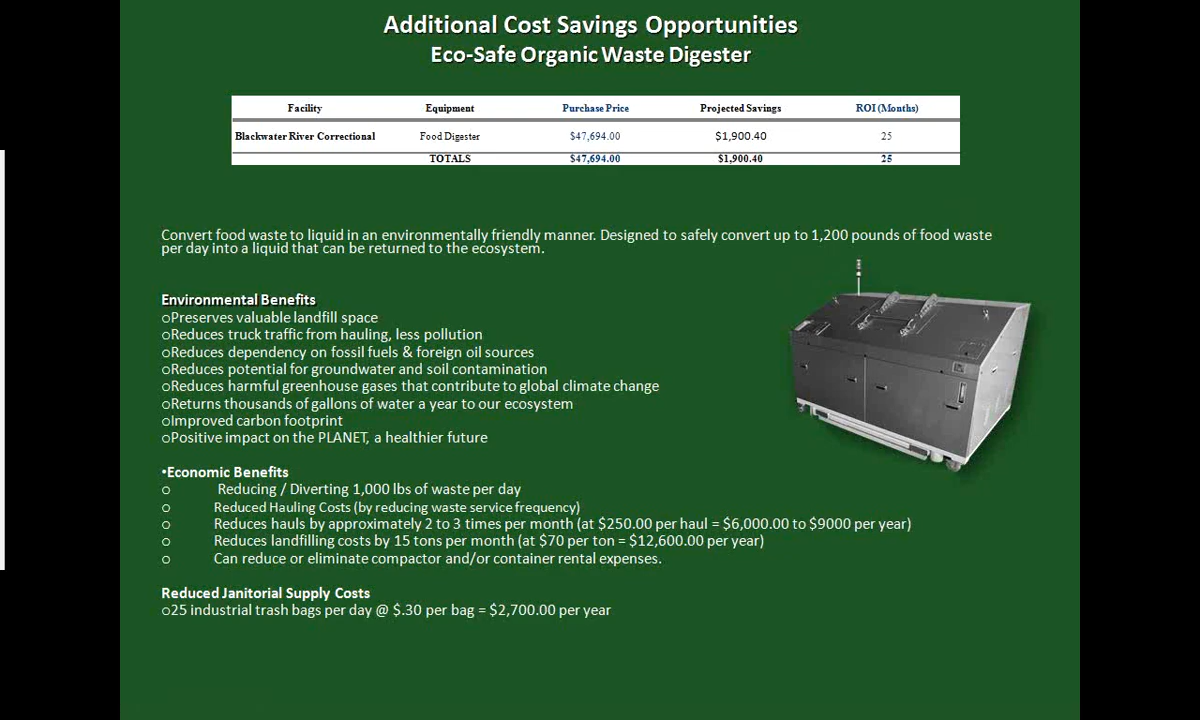 Additional Cost Savings Opportunities
Eco-Safe Organic Waste Digester
Facility Equipment Purchase Price Projected Savings ROI (Months)
Blackwater River Correctional Food Digester $47,694.00 $1,900.40 25
TOTALS $47,694.00 $1,900.40 25
Convert food waste to liquid in an environmentally friendly manner. Designed to safely convert up to 1,200 pounds of food waste
per day into a liquid that can be returned to the ecosystem.
Environmental Benefits
oPreserves valuable landfill space
oReduces truck traffic from hauling, less pollution
oReduces dependency on fossil fuels & foreign oil sources
oReduces potential for groundwater and soil contamination
oReduces harmful greenhouse gases that contribute to global climate change
oReturns thousands of gallons of water a year to our ecosystem
oImproved carbon footprint
oPositive impact on the PLANET, a healthier future
•Economic Benefits
o Reducing / Diverting 1,000 lbs of waste per day
o Reduced Hauling Costs (by reducing waste service frequency)
o Reduces hauls by approximately 2 to 3 times per month (at $250.00 per haul = $6,000.00 to $9000 per year)
o Reduces landfilling costs by 15 tons per month (at $70 per ton = $12,600.00 per year)
o Can reduce or eliminate compactor and/or container rental expenses.
Reduced Janitorial Supply Costs
o25 industrial trash bags per day @ $.30 per bag = $2,700.00 per year